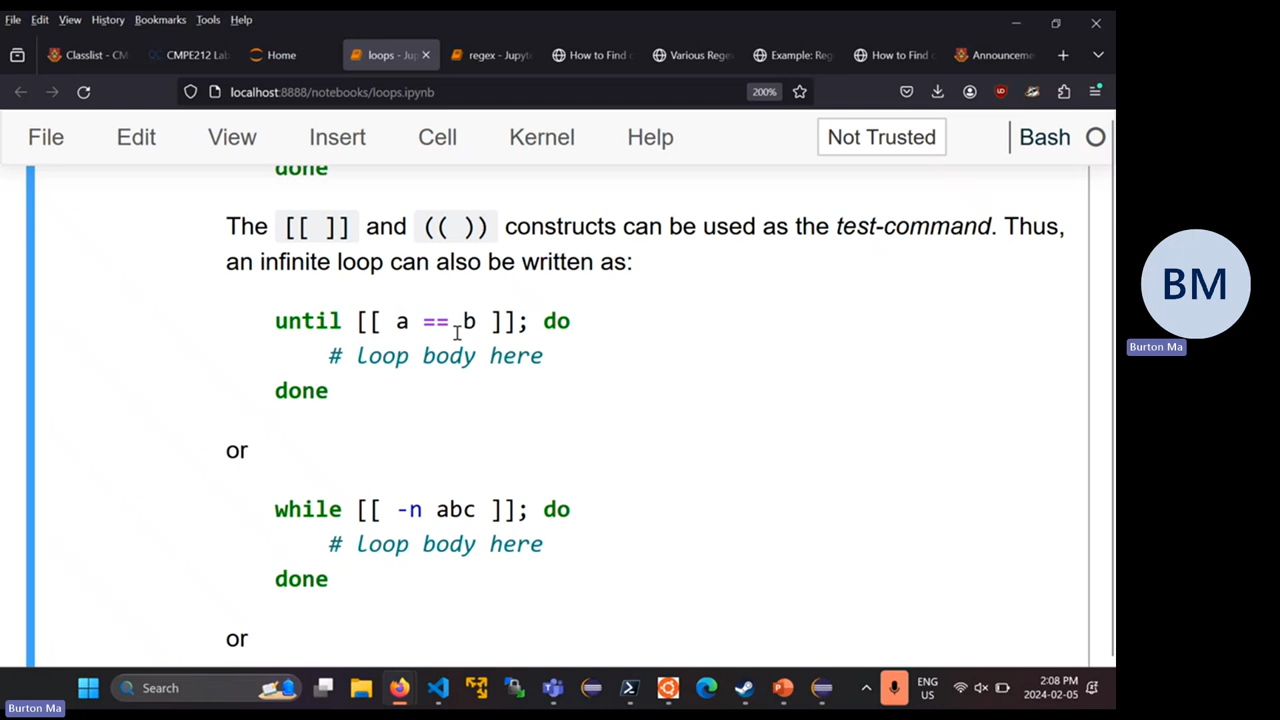 File Edit View History Bookmarks Tools Help
Classlist - CM CMPE212 Lab Home loops - Jup regex - Jupyt How to Find Various Rege Example: Reg How to Find Announceme
localhost:8888/notebooks/loops.ipynb 200%
File Edit View Insert Cell Kernel Help Not Trusted Bash
done
The [[ ]] and (( )) constructs can be used as the test-command. Thus,
an infinite loop can also be written as:
until [[ a == b ]]; do
# loop body here
done
or
while [[ -n abc ]]; do
# loop body here
done
or
BM
Burton Ma
Search ENG
US
2:08 PM
2024-02-05
Burton Ma